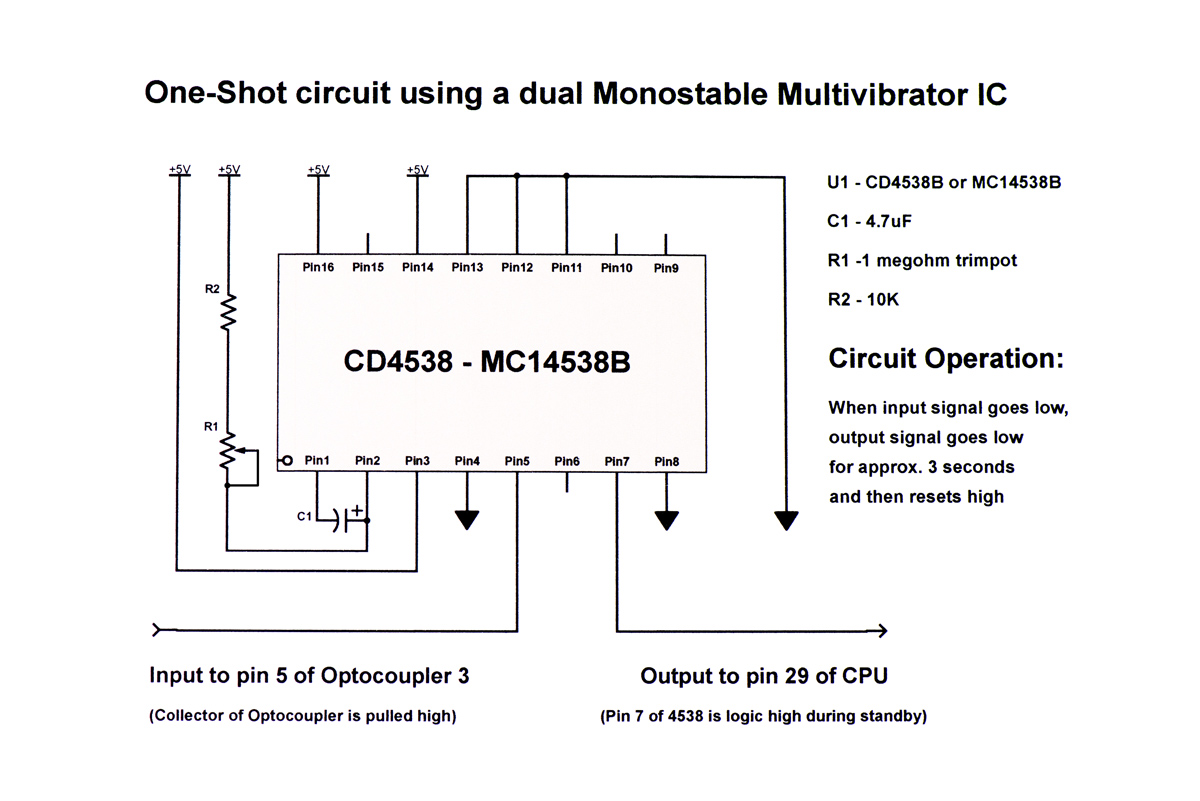 One-Shot circuit using a dual Monostable Multivibrator IC
+5V +5V +5V +5V
U1 - CD4538B or MC14538B
C1 - 4.7uF
R1 -1 megohm trimpot
R2 - 10K
Pin16 Pin15 Pin14 Pin13 Pin12 Pin11 Pin10 Pin9
R2
CD4538 - MC14538B
R1
Pin1 Pin2 Pin3 Pin4 Pin5 Pin6 Pin7 Pin8
C1 +
Circuit Operation:
When input signal goes low,
output signal goes low
for approx. 3 seconds
and then resets high
Input to pin 5 of Optocoupler 3
(Collector of Optocoupler is pulled high)
Output to pin 29 of CPU
(Pin 7 of 4538 is logic high during standby)